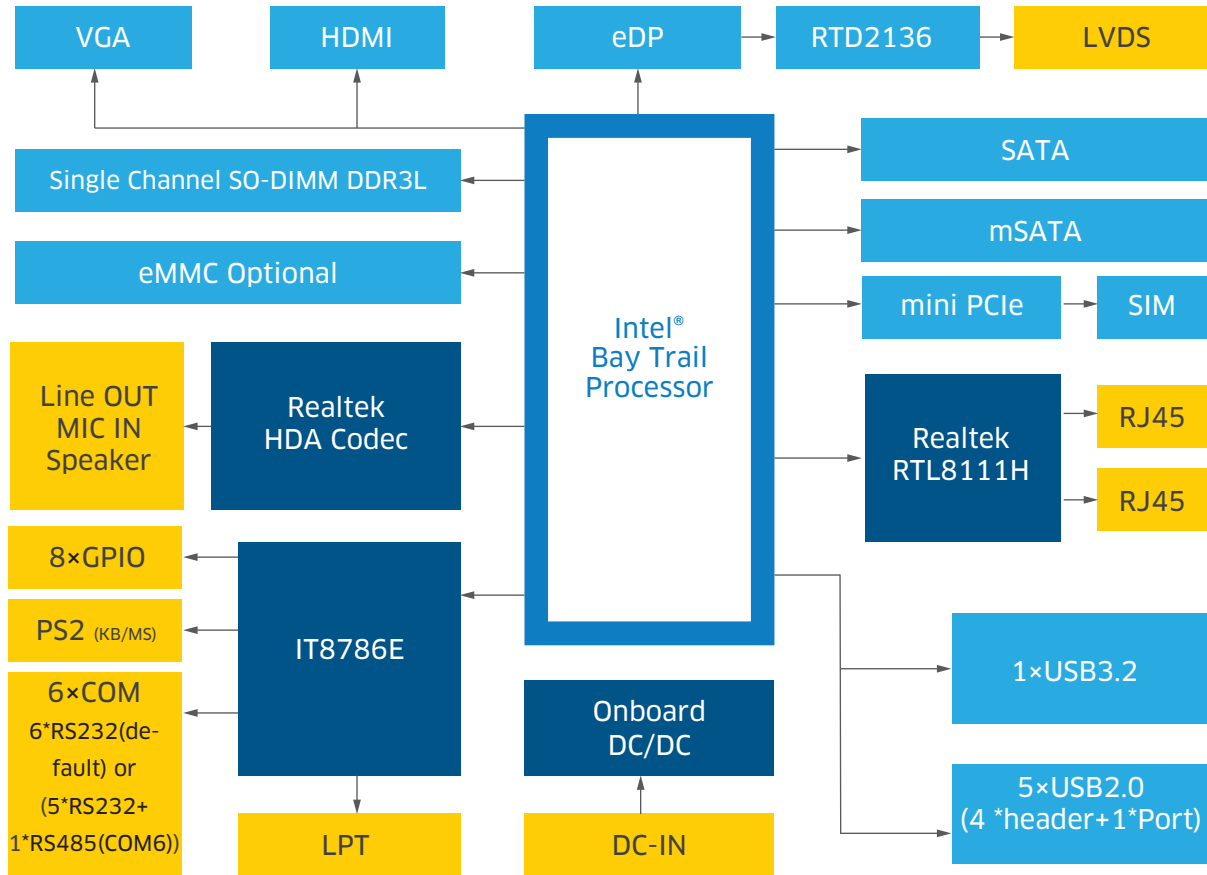 VGA
HDMI
eDP
RTD2136
LVDS
Single Channel SO-DIMM DDR3L
eMMC Optional
SATA
mSATA
mini PCIe
SIM
Intel®
Bay Trail
Processor
Line OUT
MIC IN
Speaker
Realtek
HDA Codec
Realtek
RTL8111H
RJ45
RJ45
8×GPIO
PS2 (KB/MS)
6×COM
6*RS232(de-
fault) or
(5*RS232+
1*RS485(COM6))
IT8786E
LPT
Onboard
DC/DC
DC-IN
1×USB3.2
5×USB2.0
(4 *header+1*Port)